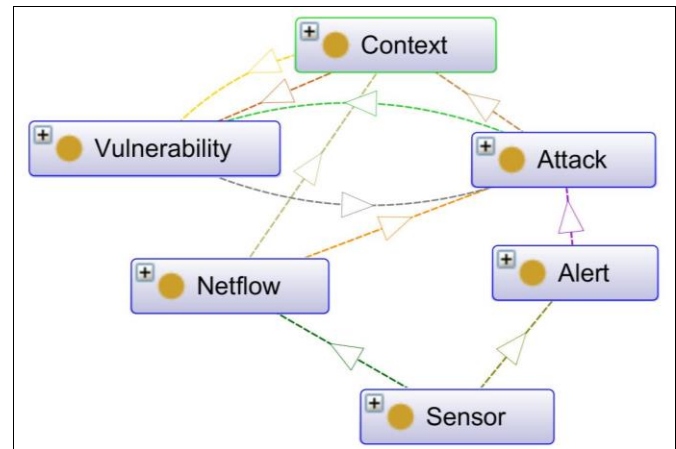 Context
Vulnerability
Attack
Netflow
Alert
Sensor